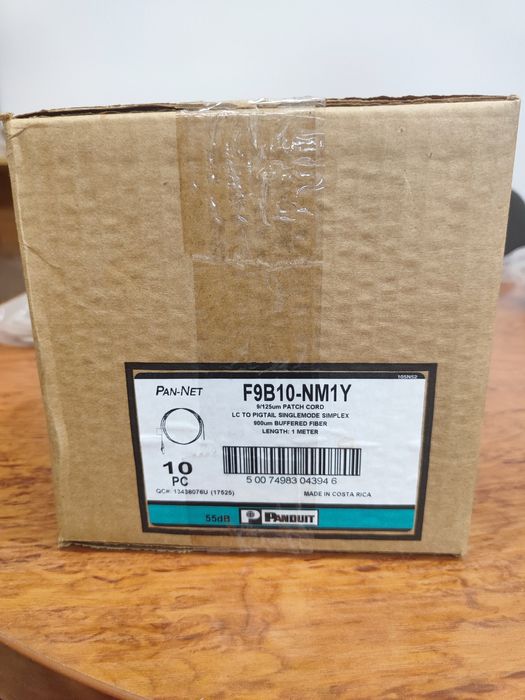 105N52
PAN-NET
F9B10-NM1Y
9/125um PATCH CORD
LC TO PIGTAIL SINGLEMODE SIMPLEX
900um BUFFERED FIBER
LENGTH: 1 METER
10
PC
5 00 74983 04394 6
QC#: 13438076U (17525)
MADE IN COSTA RICA
55dB
P PANDUIT